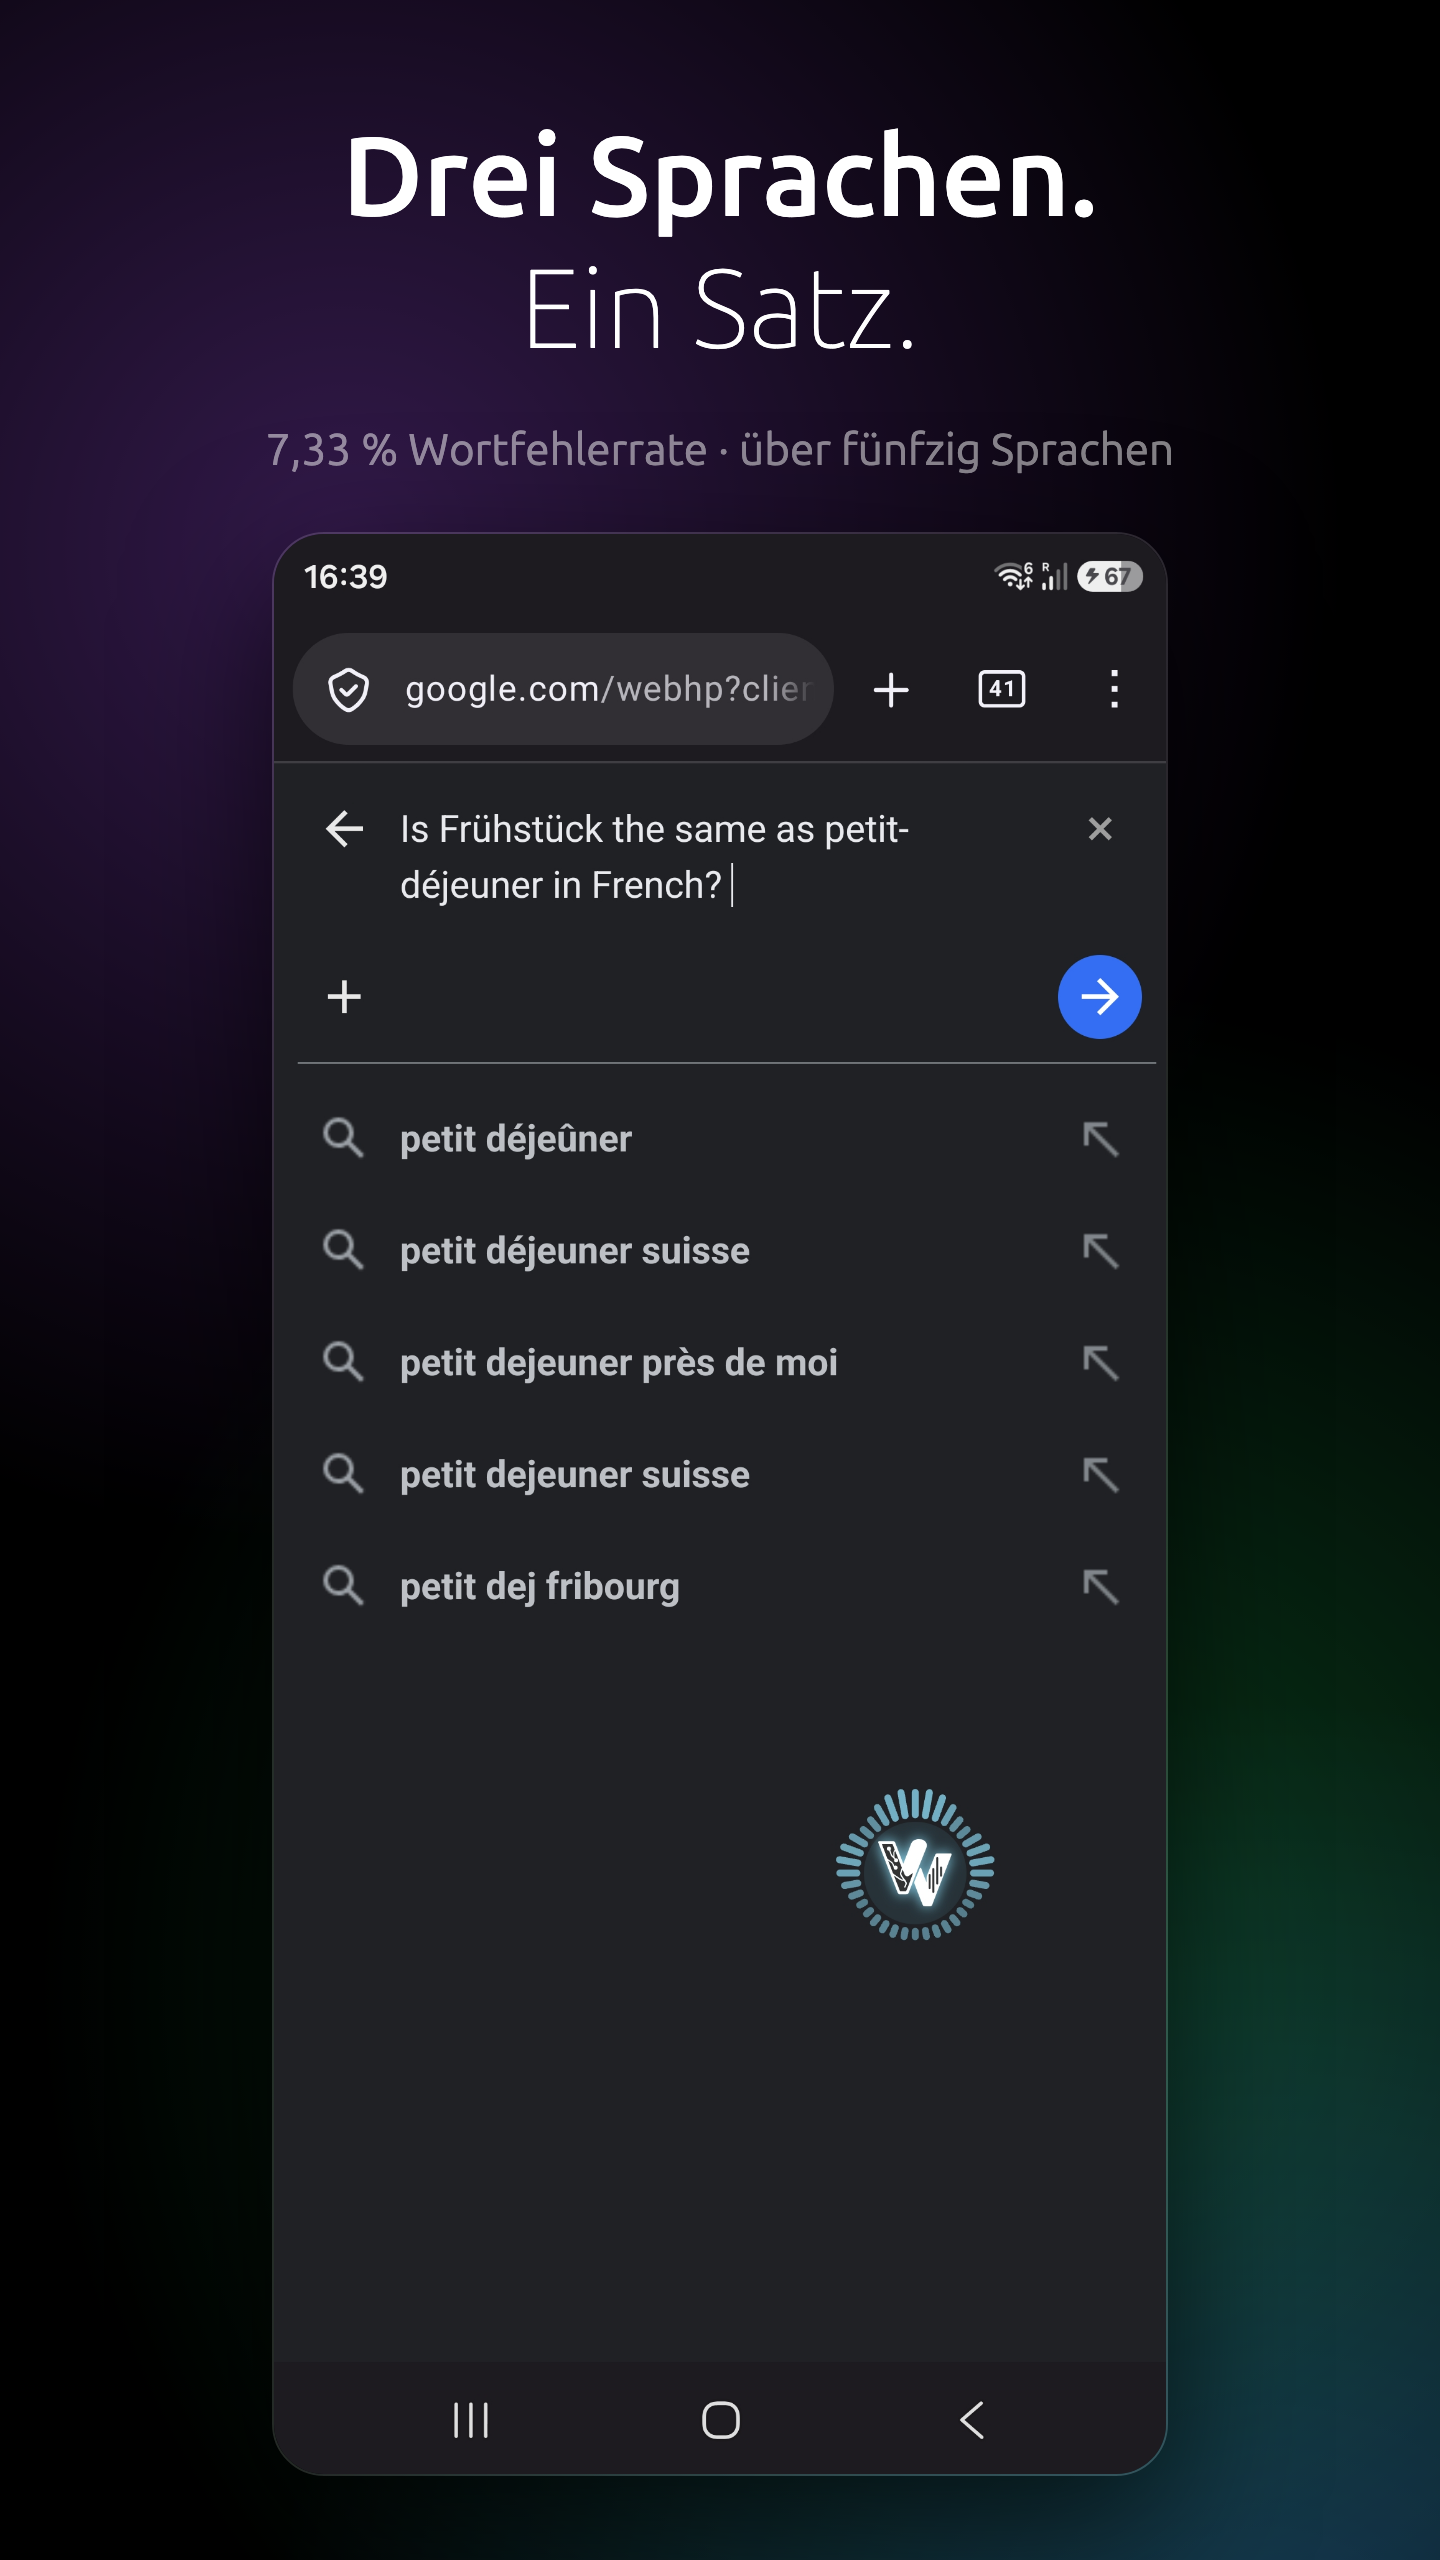 Drei Sprachen.
Ein Satz.
7,33 % Wortfehlerrate · über fünfzig Sprachen
16:39
6 R 67
google.com/webhp?clien
41
Is Frühstück the same as petit-
déjeuner in French?
petit déjeûner
petit déjeuner suisse
petit dejeuner près de moi
petit dejeuner suisse
petit dej fribourg
W